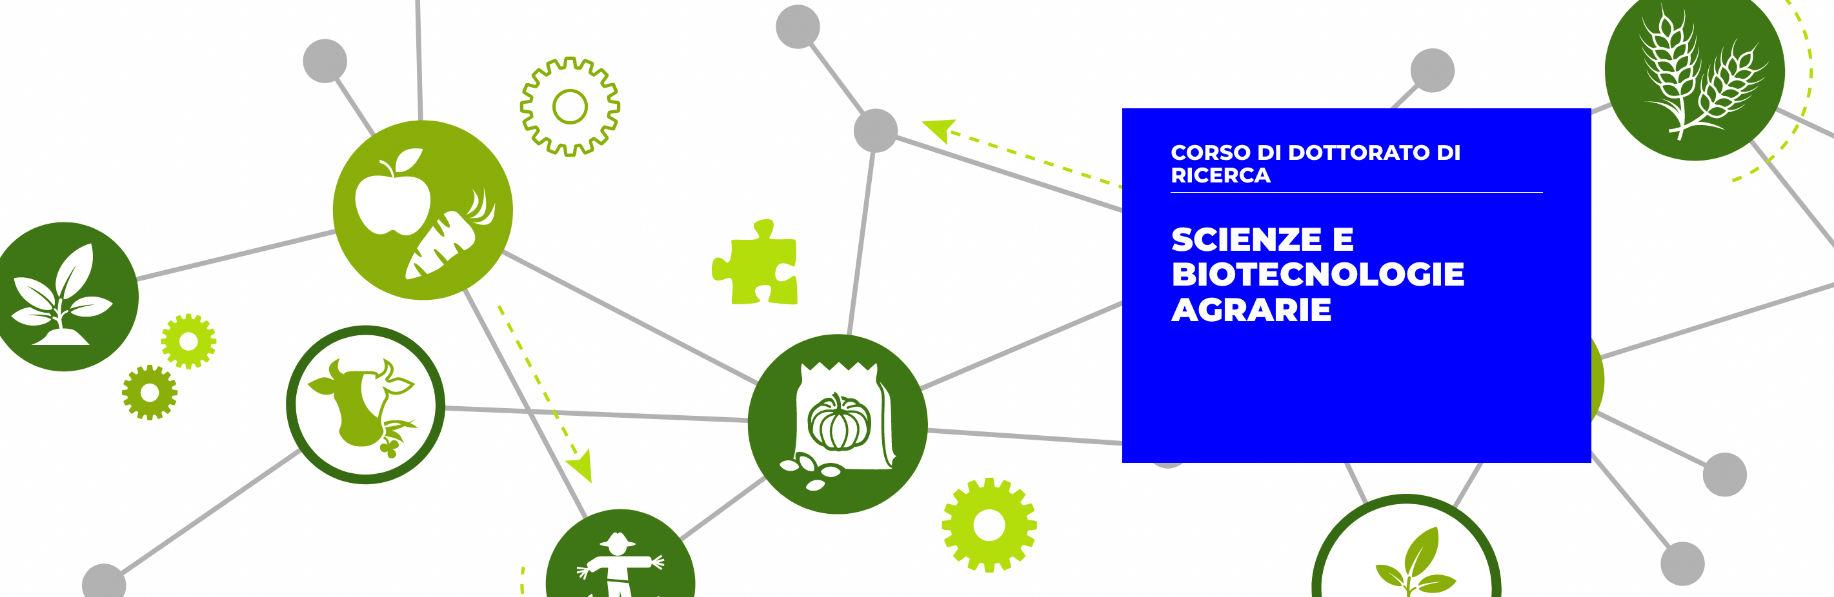 CORSO DI DOTTORATO DI
RICERCA
SCIENZE E
BIOTECNOLOGIE
AGRARIE